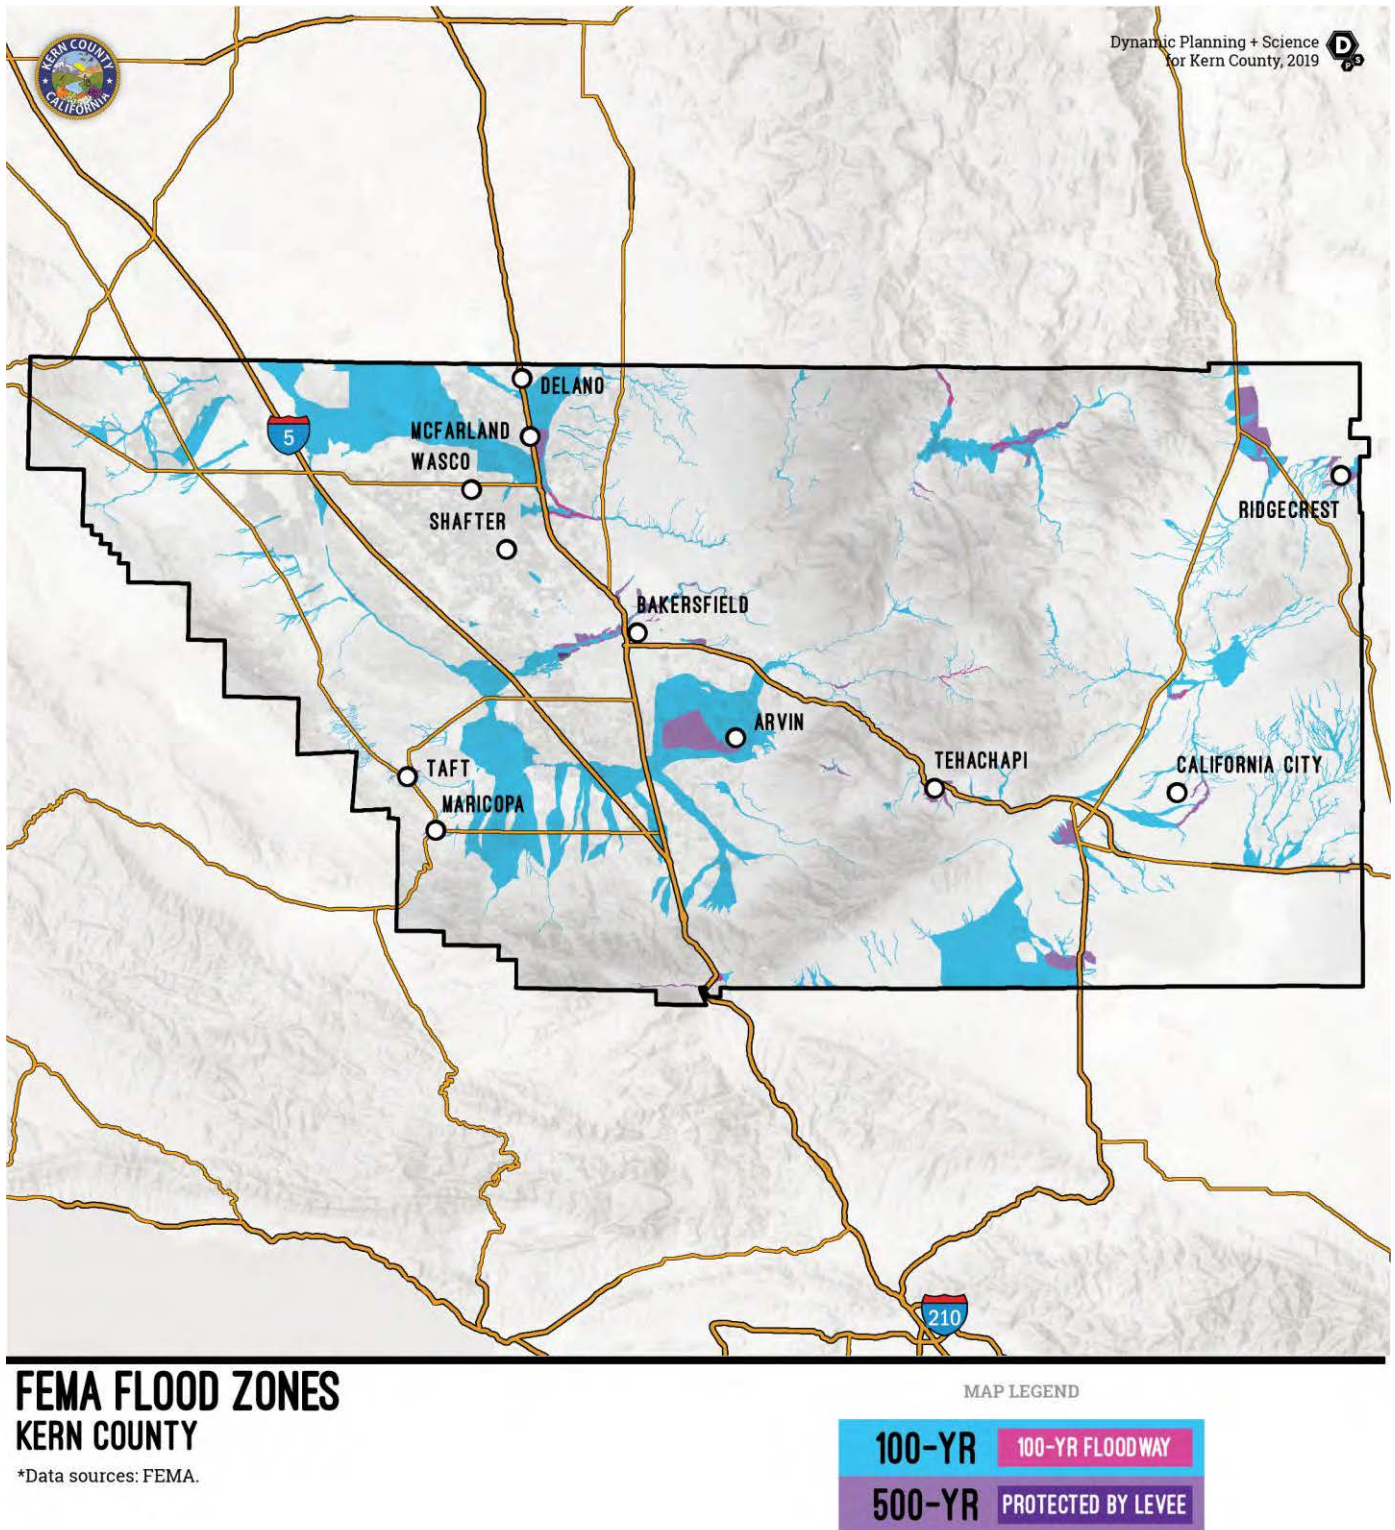 KERN COUNTY
CALIFORNIA
Dynamic Planning + Science
for Kern County, 2019
D
P
S
DELANO
5
MCFARLAND
WASCO
SHAFTER
RIDGECREST
BAKERSFIELD
ARVIN
TAFT
TEHACHAPI
CALIFORNIA CITY
MARICOPA
210
FEMA FLOOD ZONES
KERN COUNTY
*Data sources: FEMA.
MAP LEGEND
100-YR 100-YR FLOODWAY
500-YR PROTECTED BY LEVEE